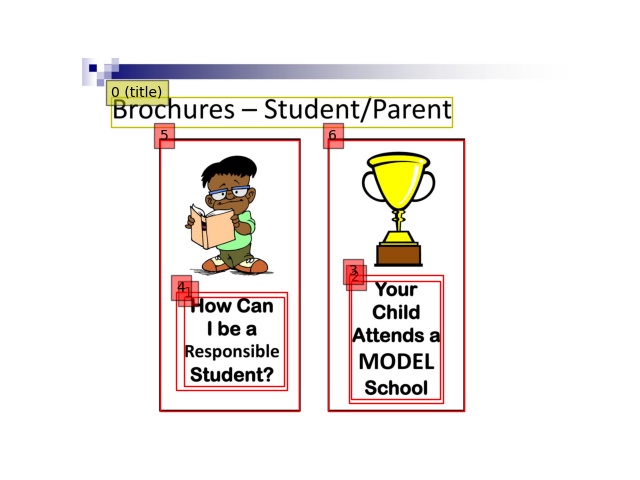 0 (title)
Brochures – Student/Parent
5
6
4
1
How Can
I be a
Responsible
Student?
3
2
Your
Child
Attends a
MODEL
School